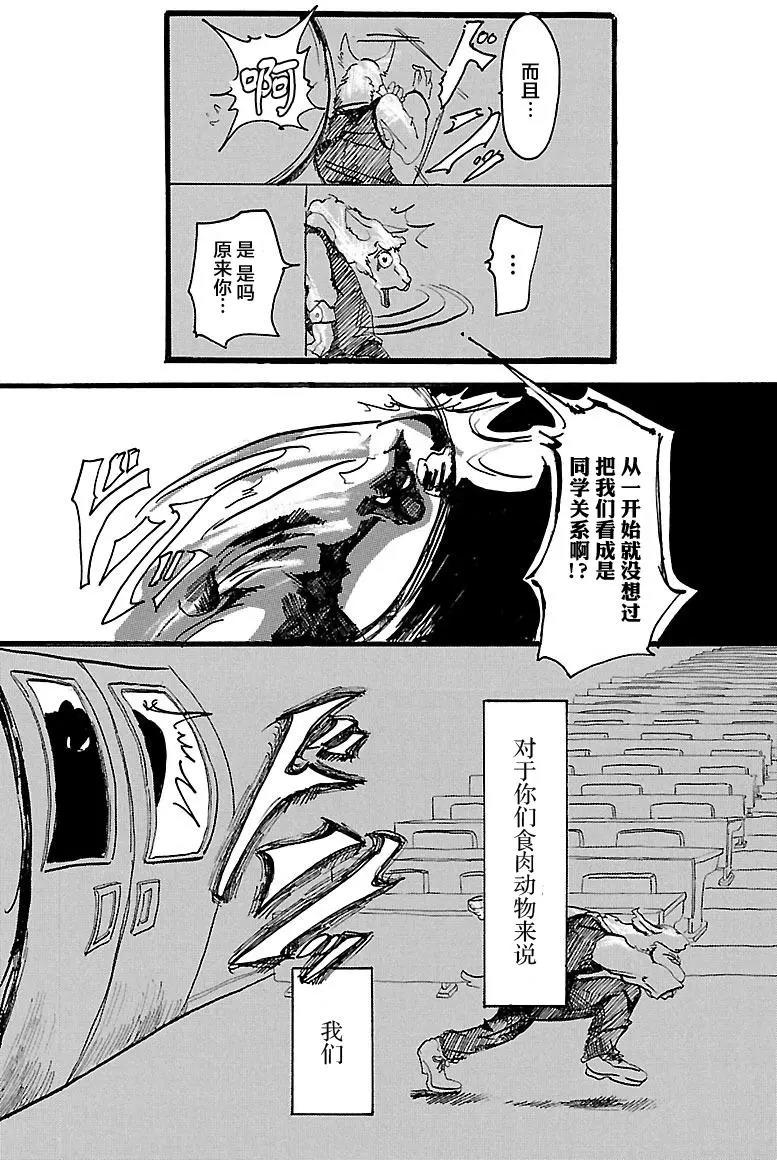 而且…
啊
…
是 是吗
原来你…
从一开始就没想过
把我们看成是
同学关系啊!?
对于你们食肉动物来说
我们